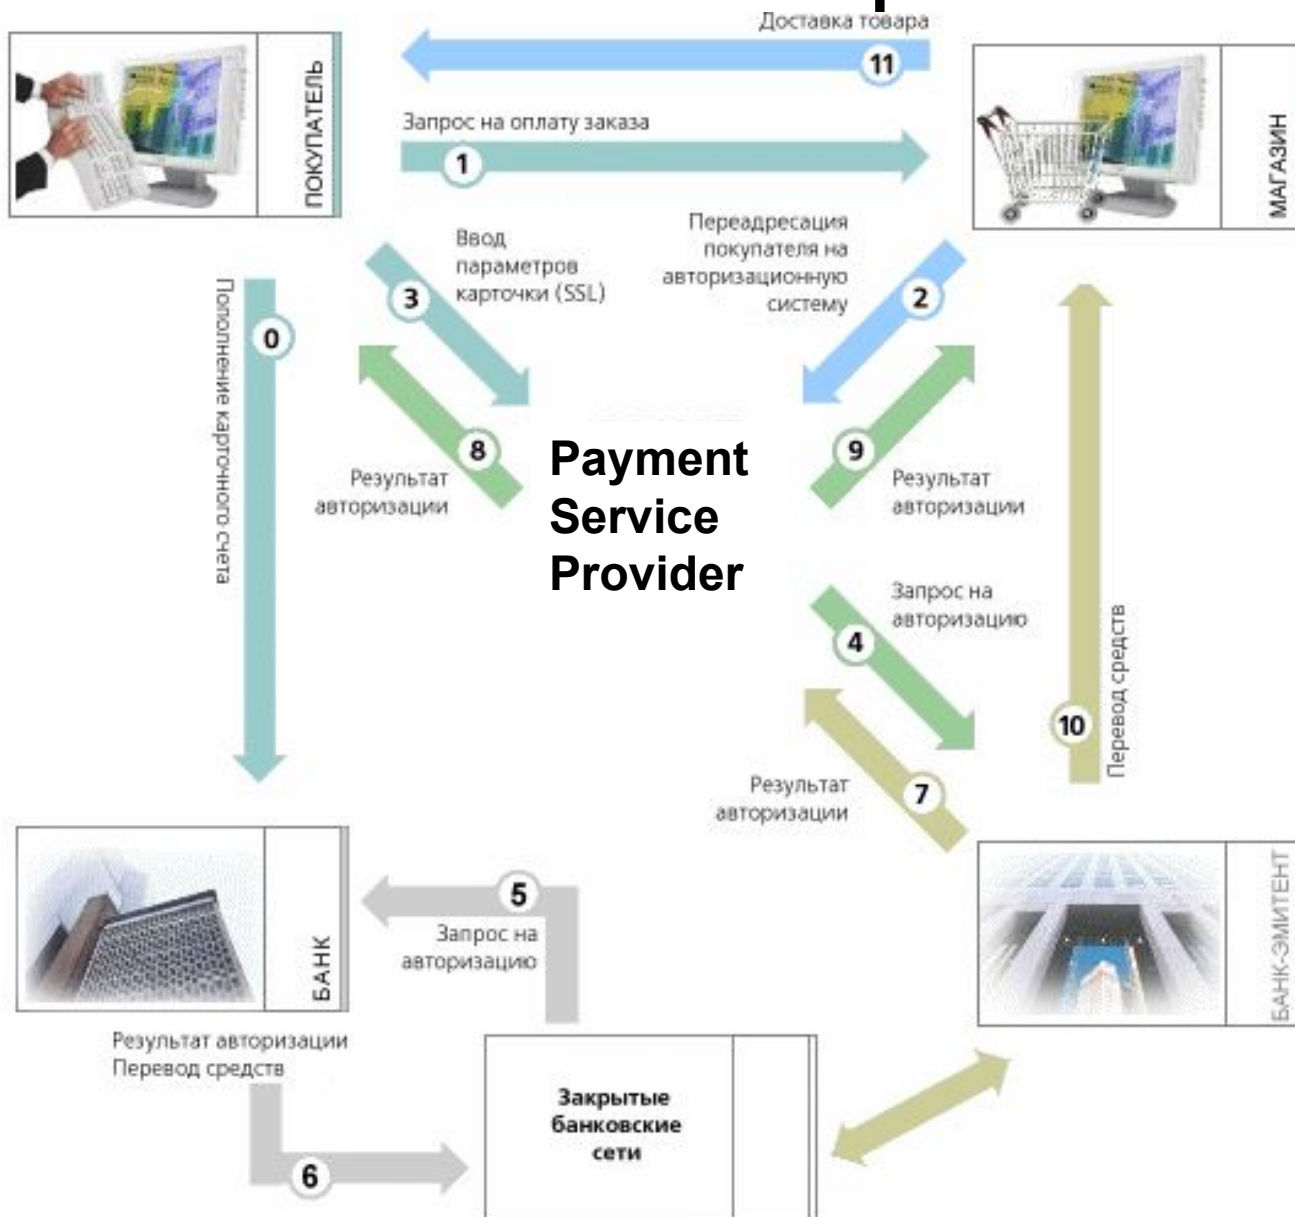 Доставка товара
11
ПОКУПАТЕЛЬ
МАГАЗИН
Запрос на оплату заказа
1
Ввод
параметров
карточки (SSL)
3
Переадресация
покупателя на
авторизационную
систему
2
Пополнение карточного счета
0
8
Результат
авторизации
Payment
Service
Provider
9
Результат
авторизации
Запрос на
авторизацию
4
Перевод средств
10
Результат
авторизации
7
БАНК
5
Запрос на
авторизацию
БАНК-ЭМИТЕНТ
Результат авторизации
Перевод средств
6
Закрытые
банковские
сети